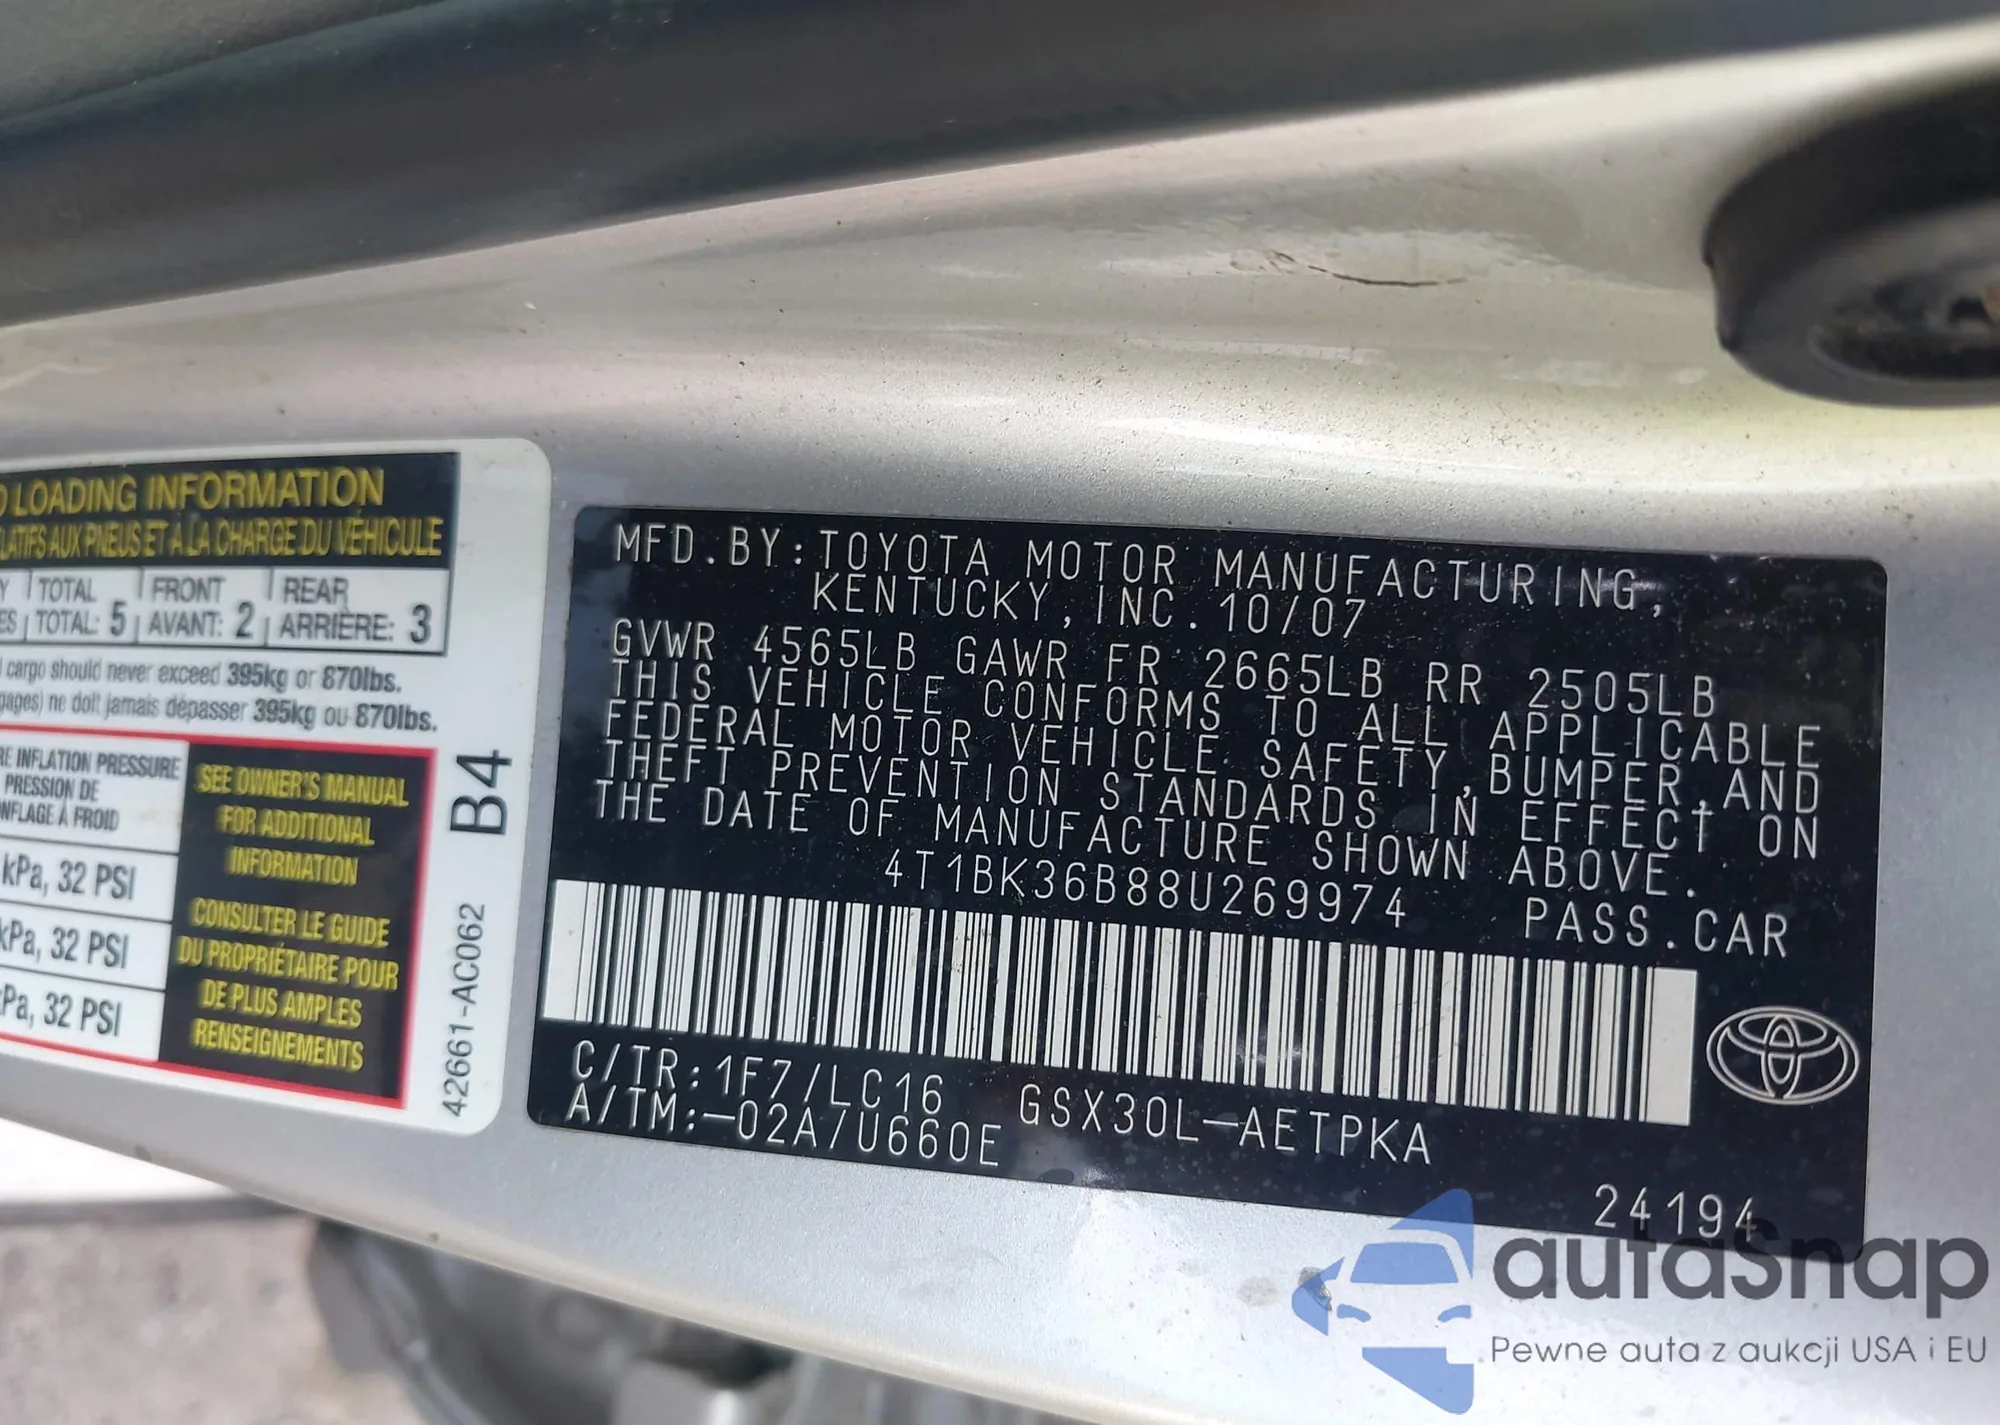 LOADING INFORMATION
AUX PNEUS ET À LA CHARGE DU VÉHICULE
TOTAL FRONT REAR
TOTAL: 5 AVANT: 2 ARRIÈRE: 3
cargo should never exceed 395kg or 870lbs.
ne doit jamais dépasser 395kg ou 870lbs.
INFLATION PRESSURE
PRESSION DE
À FROID
kPa, 32 PSI
kPa, 32 PSI
kPa, 32 PSI
SEE OWNER'S MANUAL
FOR ADDITIONAL
INFORMATION
CONSULTER LE GUIDE
DU PROPRIÉTAIRE POUR
DE PLUS AMPLES
RENSEIGNEMENTS
B4
42661-AC062
MFD.BY:TOYOTA MOTOR MANUFACTURING,
KENTUCKY, INC. 10/07
GVWR 4565LB GAWR FR 2665LB RR 2505LB
THIS VEHICLE CONFORMS TO ALL APPLICABLE
FEDERAL MOTOR VEHICLE SAFETY,BUMPER,AND
THEFT PREVENTION STANDARDS IN EFFECT ON
THE DATE OF MANUFACTURE SHOWN ABOVE.
4T1BK36B88U269974 PASS.CAR
C/TR:1F7/LC16 GSX30L-AETPKA
A/TM:-02A/U660E
24194
autaSnap
Pewne auta z aukcji USA i EU